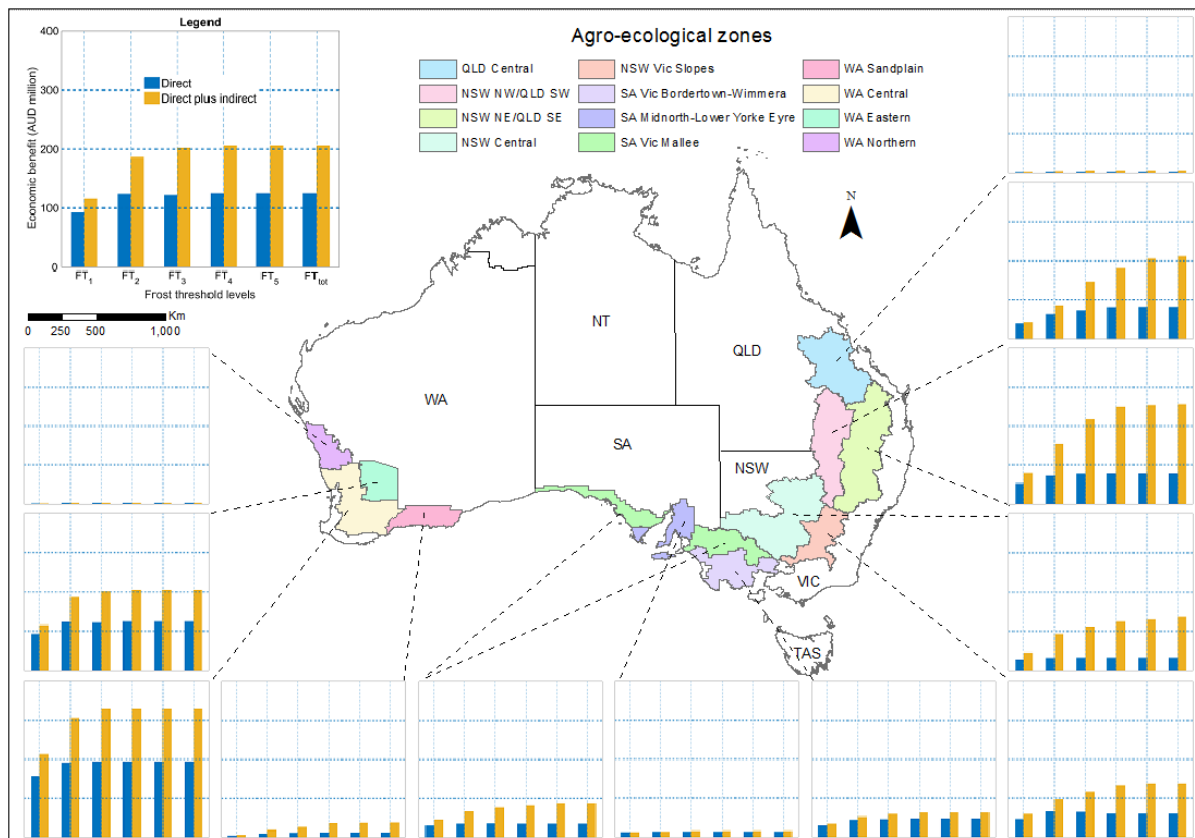 Legend
Economic benefit (AUD million)
400
300
200
100
0
Direct
Direct plus indirect
FT1 FT2 FT3 FT4 FT5 FTtot
Frost threshold levels
Agro-ecological zones
QLD Central
NSW NW/QLD SW
NSW NE/QLD SE
NSW Central
NSW Vic Slopes
SA Vic Bordertown-Wimmera
SA Midnorth-Lower Yorke Eyre
SA Vic Mallee
WA Sandplain
WA Central
WA Eastern
WA Northern
N
Km
0 250 500 1,000
NT
QLD
WA
SA
NSW
VIC
TAS